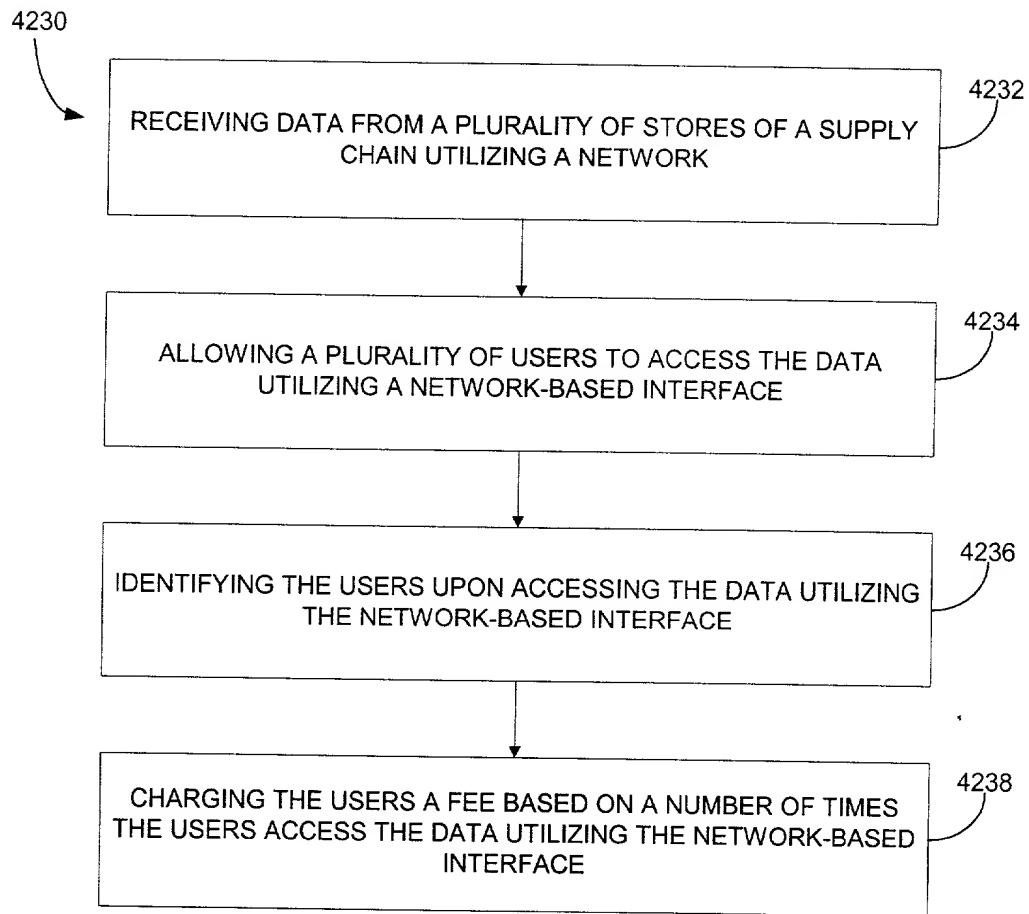 4230
4232
RECEIVING DATA FROM A PLURALITY OF STORES OF A SUPPLY
CHAIN UTILIZING A NETWORK
4234
ALLOWING A PLURALITY OF USERS TO ACCESS THE DATA
UTILIZING A NETWORK-BASED INTERFACE
4236
IDENTIFYING THE USERS UPON ACCESSING THE DATA UTILIZING
THE NETWORK-BASED INTERFACE
4238
CHARGING THE USERS A FEE BASED ON A NUMBER OF TIMES
THE USERS ACCESS THE DATA UTILIZING THE NETWORK-BASED
INTERFACE